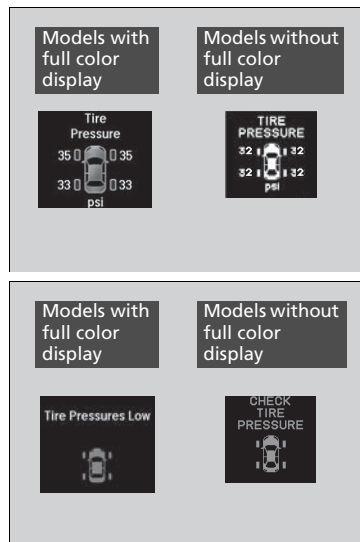 Models with
full color
display
Models without
full color
display
Tire
Pressure
35 35
33 33
psi
TIRE
PRESSURE
32 32
32 32
psi
Models with
full color
display
Models without
full color
display
Tire Pressures Low
CHECK
TIRE
PRESSURE